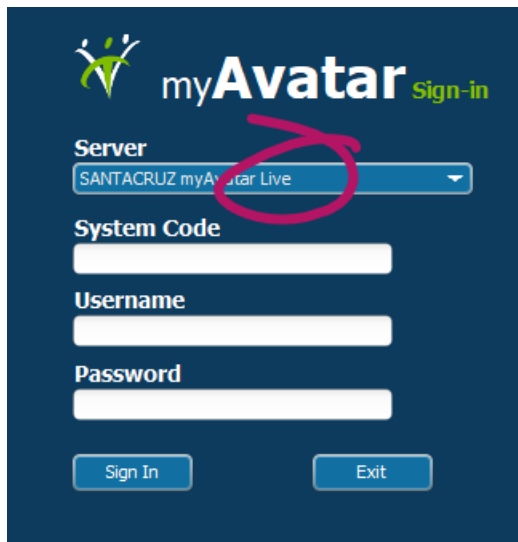 myAvatar Sign-in
Server
SANTACRUZ myAvatar Live
System Code
Username
Password
Sign In Exit